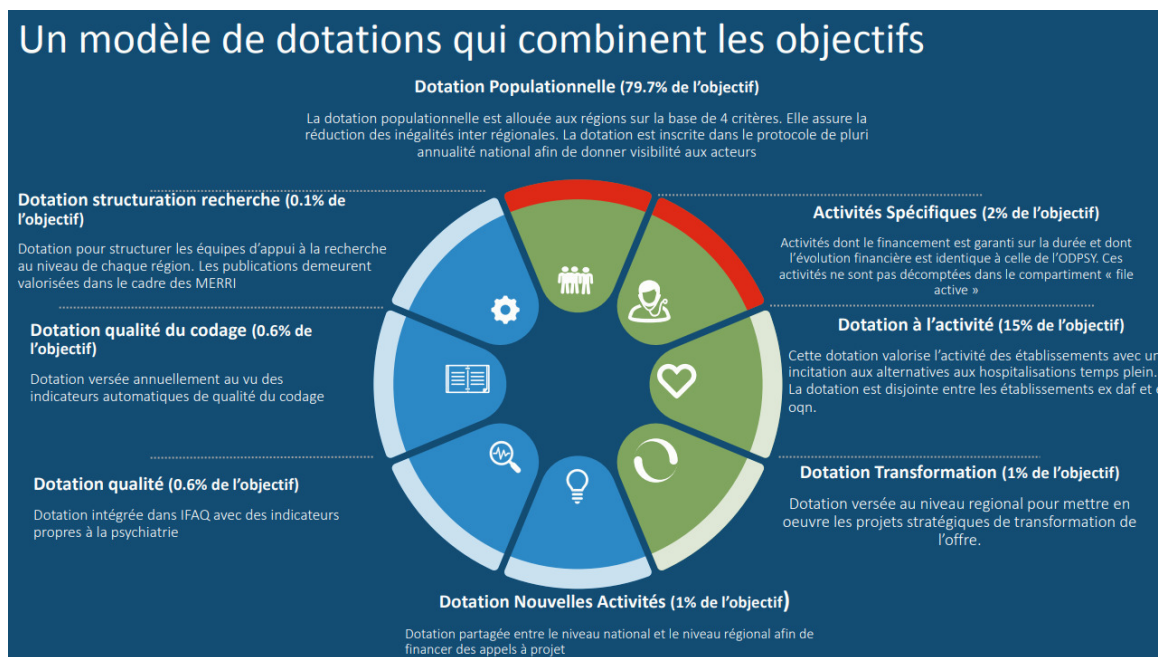 Un modèle de dotations qui combinent les objectifs
Dotation Populationnelle (79.7% de l'objectif)
La dotation populationnelle est allouée aux régions sur la base de 4 critères. Elle assure la
réduction des inégalités inter régionales. La dotation est inscrite dans le protocole de pluri
annualité national afin de donner visibilité aux acteurs
Dotation structuration recherche (0.1% de
l'objectif)
Dotation pour structurer les équipes d'appui à la recherche
au niveau de chaque région. Les publications demeurent
valorisées dans le cadre des MERRI
Dotation qualité du codage (0.6% de
l'objectif)
Dotation versée annuellement au vu des
indicateurs automatiques de qualité du codage
Dotation qualité (0.6% de l'objectif)
Dotation intégrée dans IFAQ avec des indicateurs
propres à la psychiatrie
Activités Spécifiques (2% de l'objectif)
Activités dont le financement est garanti sur la durée et dont
l'évolution financière est identique à celle de l'ODPSY. Ces
activités ne sont pas décomptées dans le compartiment « file
active »
Dotation à l'activité (15% de l'objectif)
Cette dotation valorise l'activité des établissements avec
incitation aux alternatives aux hospitalisations temps plein.
La dotation est disjointe entre les établissements ex daf et
oqn.
Dotation Transformation (1% de l'objectif)
Dotation versée au niveau regional pour mettre en
oeuvre les projets stratégiques de transformation de
l'offre.
Dotation Nouvelles Activités (1% de l'objectif)
Dotation partagée entre le niveau national et le niveau régional afin de
financer des appels à projet